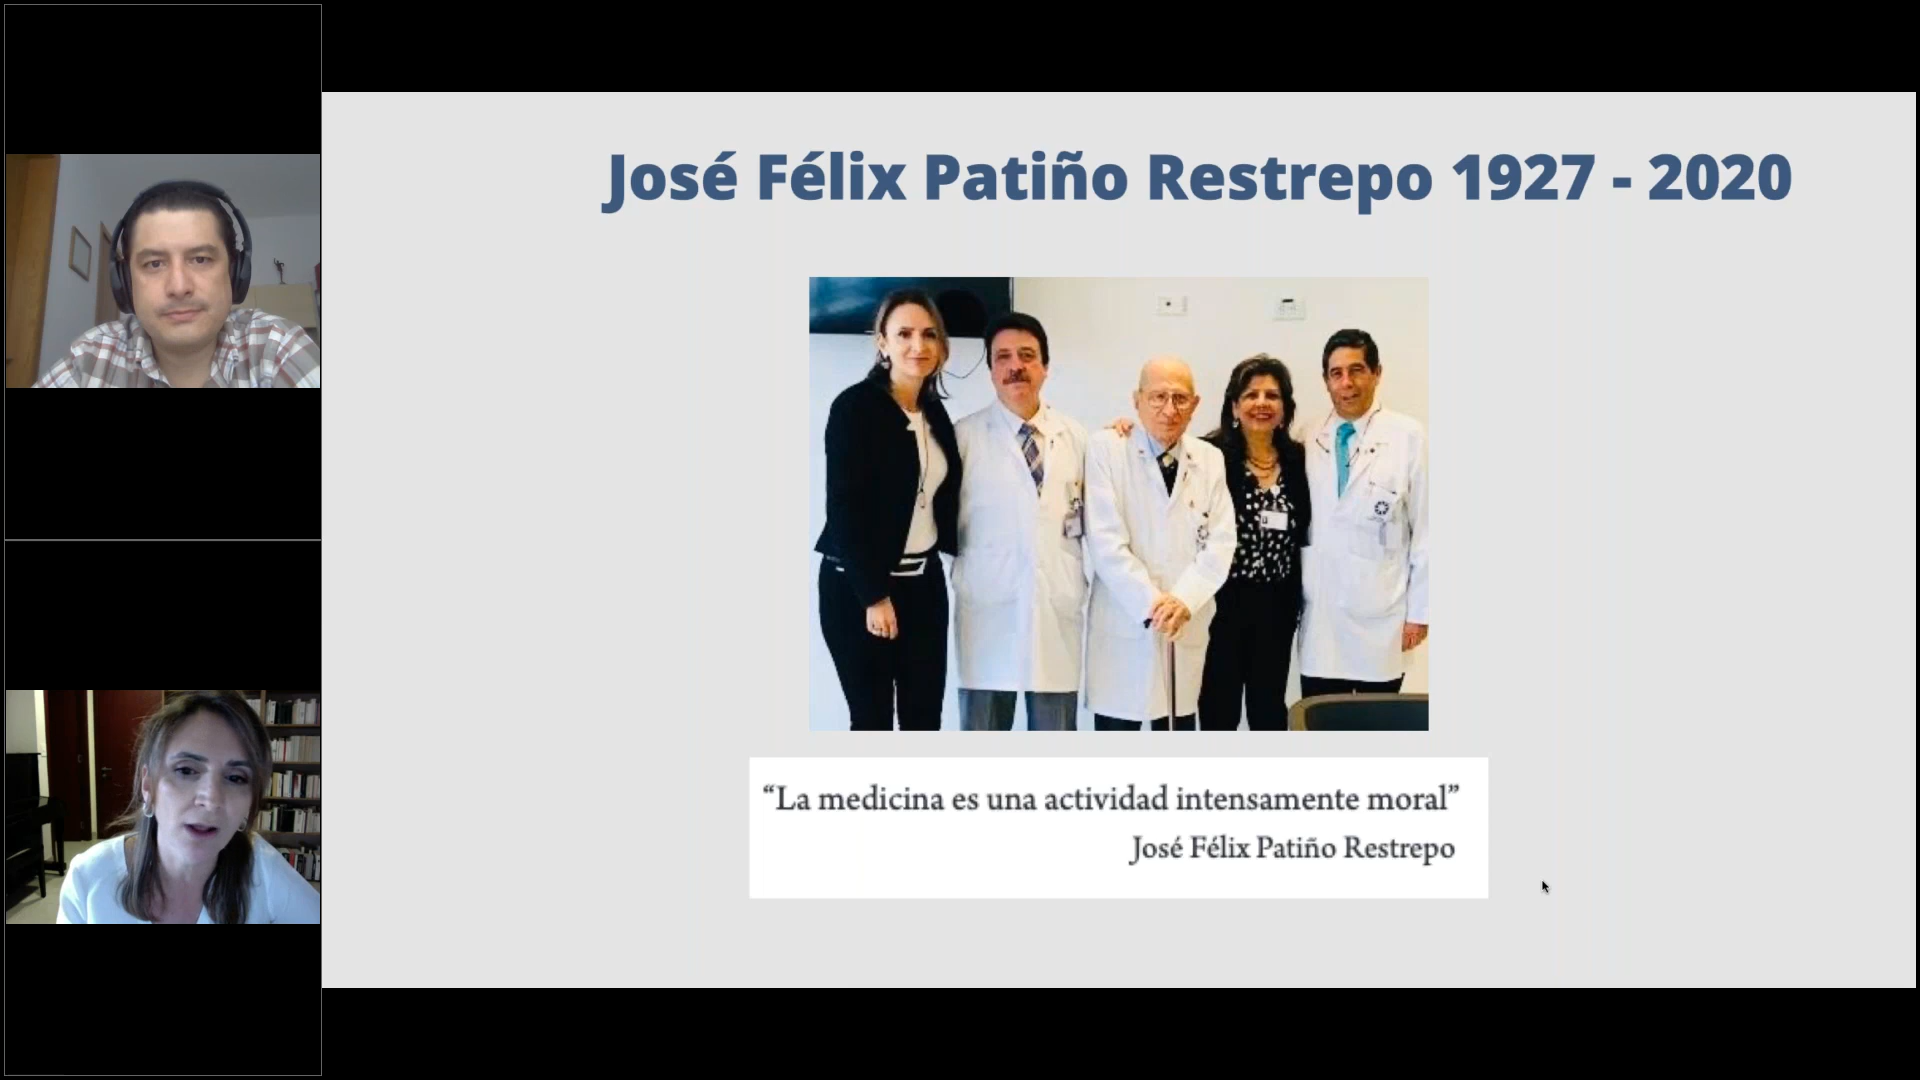 José Félix Patiño Restrepo 1927 - 2020
“La medicina es una actividad intensamente moral”
José Félix Patiño Restrepo